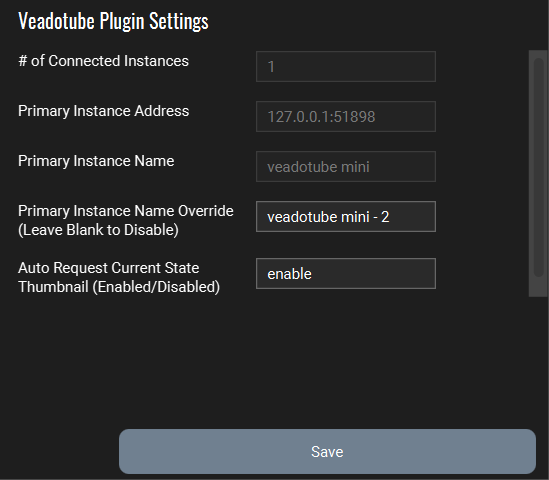 Veadotube Plugin Settings
# of Connected Instances
1
Primary Instance Address
127.0.0.1:51898
Primary Instance Name
veadotube mini
Primary Instance Name Override
(Leave Blank to Disable)
veadotube mini - 2
Auto Request Current State
Thumbnail (Enabled/Disabled)
enable
Save